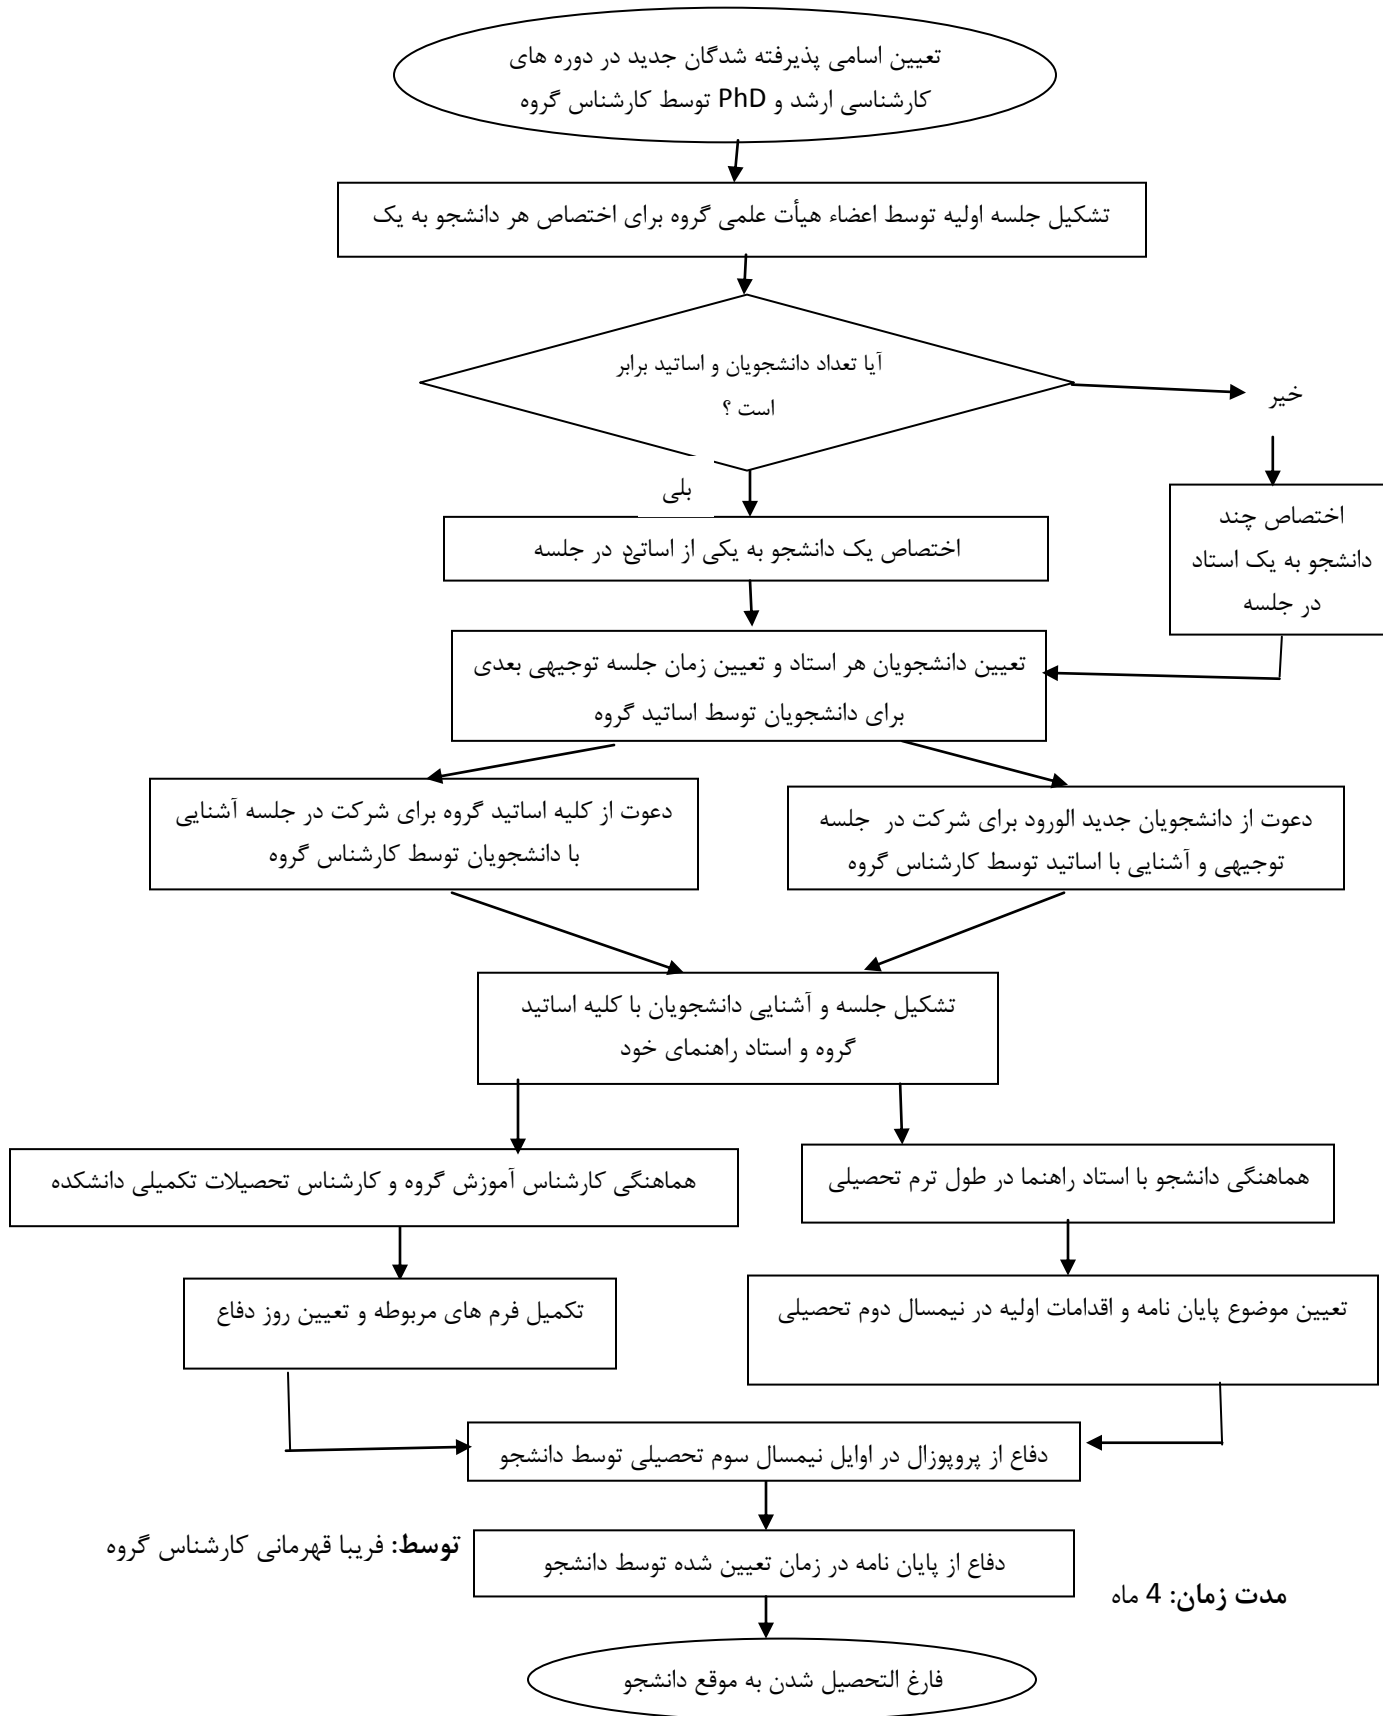 تعیین اسامی پذیرفته شدگان جدید در دوره های
کارشناسی ارشد و PhD توسط کارشناس گروه
تشکیل جلسه اولیه توسط اعضاء هیأت علمی گروه برای اختصاص هر دانشجو به یک
آیا تعداد دانشجویان و اساتید برابر
است ؟
خیر
بلی
اختصاص چند
دانشجو به یک استاد
در جلسه
اختصاص یک دانشجو به یکی از اساتید در جلسه
تعیین دانشجویان هر استاد و تعیین زمان جلسه توجیهی بعدی
برای دانشجویان توسط اساتید گروه
دعوت از دانشجویان جدید الورود برای شرکت در جلسه
توجیهی و آشنایی با اساتید توسط کارشناس گروه
دعوت از کلیه اساتید گروه برای شرکت در جلسه آشنایی
با دانشجویان توسط کارشناس گروه
تشکیل جلسه و آشنایی دانشجویان با کلیه اساتید
گروه و استاد راهنمای خود
هماهنگی دانشجو با استاد راهنما در طول ترم تحصیلی
هماهنگی کارشناس آموزش گروه و کارشناس تحصیلات تکمیلی دانشکده
تعیین موضوع پایان نامه و اقدامات اولیه در نیمسال دوم تحصیلی
تکمیل فرم های مربوطه و تعیین روز دفاع
دفاع از پروپوزال در اوایل نیمسال سوم تحصیلی توسط دانشجو
توسط: فریبا قهرمانی کارشناس گروه
دفاع از پایان نامه در زمان تعیین شده توسط دانشجو
مدت زمان: 4 ماه
فارغ التحصیل شدن به موقع دانشجو